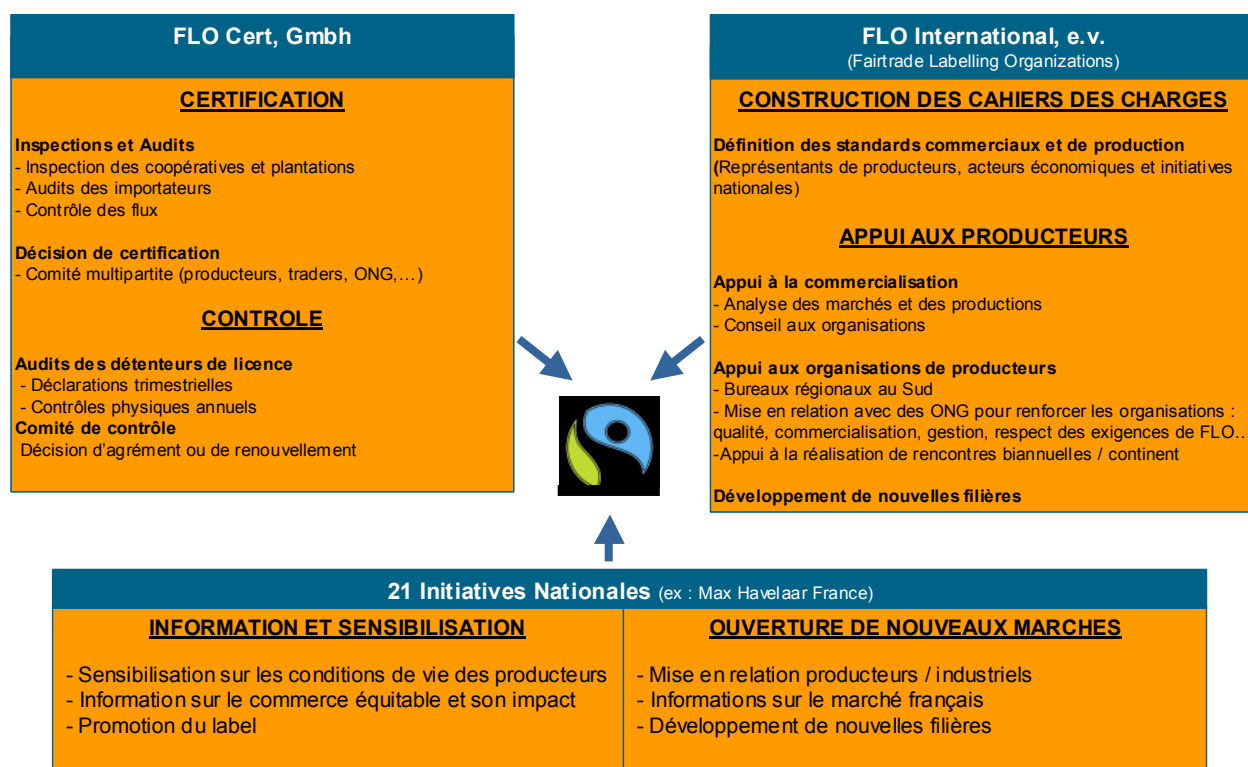 FLO Cert, Gmbh
CERTIFICATION
Inspections et Audits
- Inspection des coopératives et plantations
- Audits des importateurs
- Contrôle des flux
Décision de certification
- Comité multipartite (producteurs, traders, ONG,…)
CONTROLE
Audits des détenteurs de licence
- Déclarations trimestrielles
- Contrôles physiques annuels
Comité de contrôle
Décision d’agrément ou de renouvellement
FLO International, e.v.
(Fairtrade Labelling Organizations)
CONSTRUCTION DES CAHIERS DES CHARGES
Définition des standards commerciaux et de production
(Représentants de producteurs, acteurs économiques et initiatives
nationales)
APPUI AUX PRODUCTEURS
Appui à la commercialisation
- Analyse des marchés et des productions
- Conseil aux organisations
Appui aux organisations de producteurs
- Bureaux régionaux au Sud
- Mise en relation avec des ONG pour renforcer les organisations :
qualité, commercialisation, gestion, respect des exigences de FLO…
-Appui à la réalisation de rencontres biannuelles / continent
Développement de nouvelles filières
21 Initiatives Nationales (ex : Max Havelaar France)
INFORMATION ET SENSIBILISATION
- Sensibilisation sur les conditions de vie des producteurs
- Information sur le commerce équitable et son impact
- Promotion du label
OUVERTURE DE NOUVEAUX MARCHES
- Mise en relation producteurs / industriels
- Informations sur le marché français
- Développement de nouvelles filières